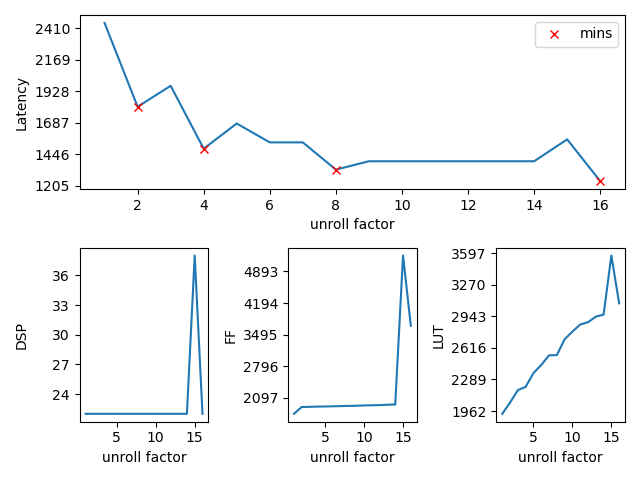 2410
2169
1928
1687
1446
1205
Latency
mins
2 4 6 8 10 12 14 16
unroll factor
36
33
30
27
24
DSP
5 10 15
unroll factor
4893
4194
3495
2796
2097
FF
5 10 15
unroll factor
3597
3270
2943
2616
2289
1962
LUT
5 10 15
unroll factor